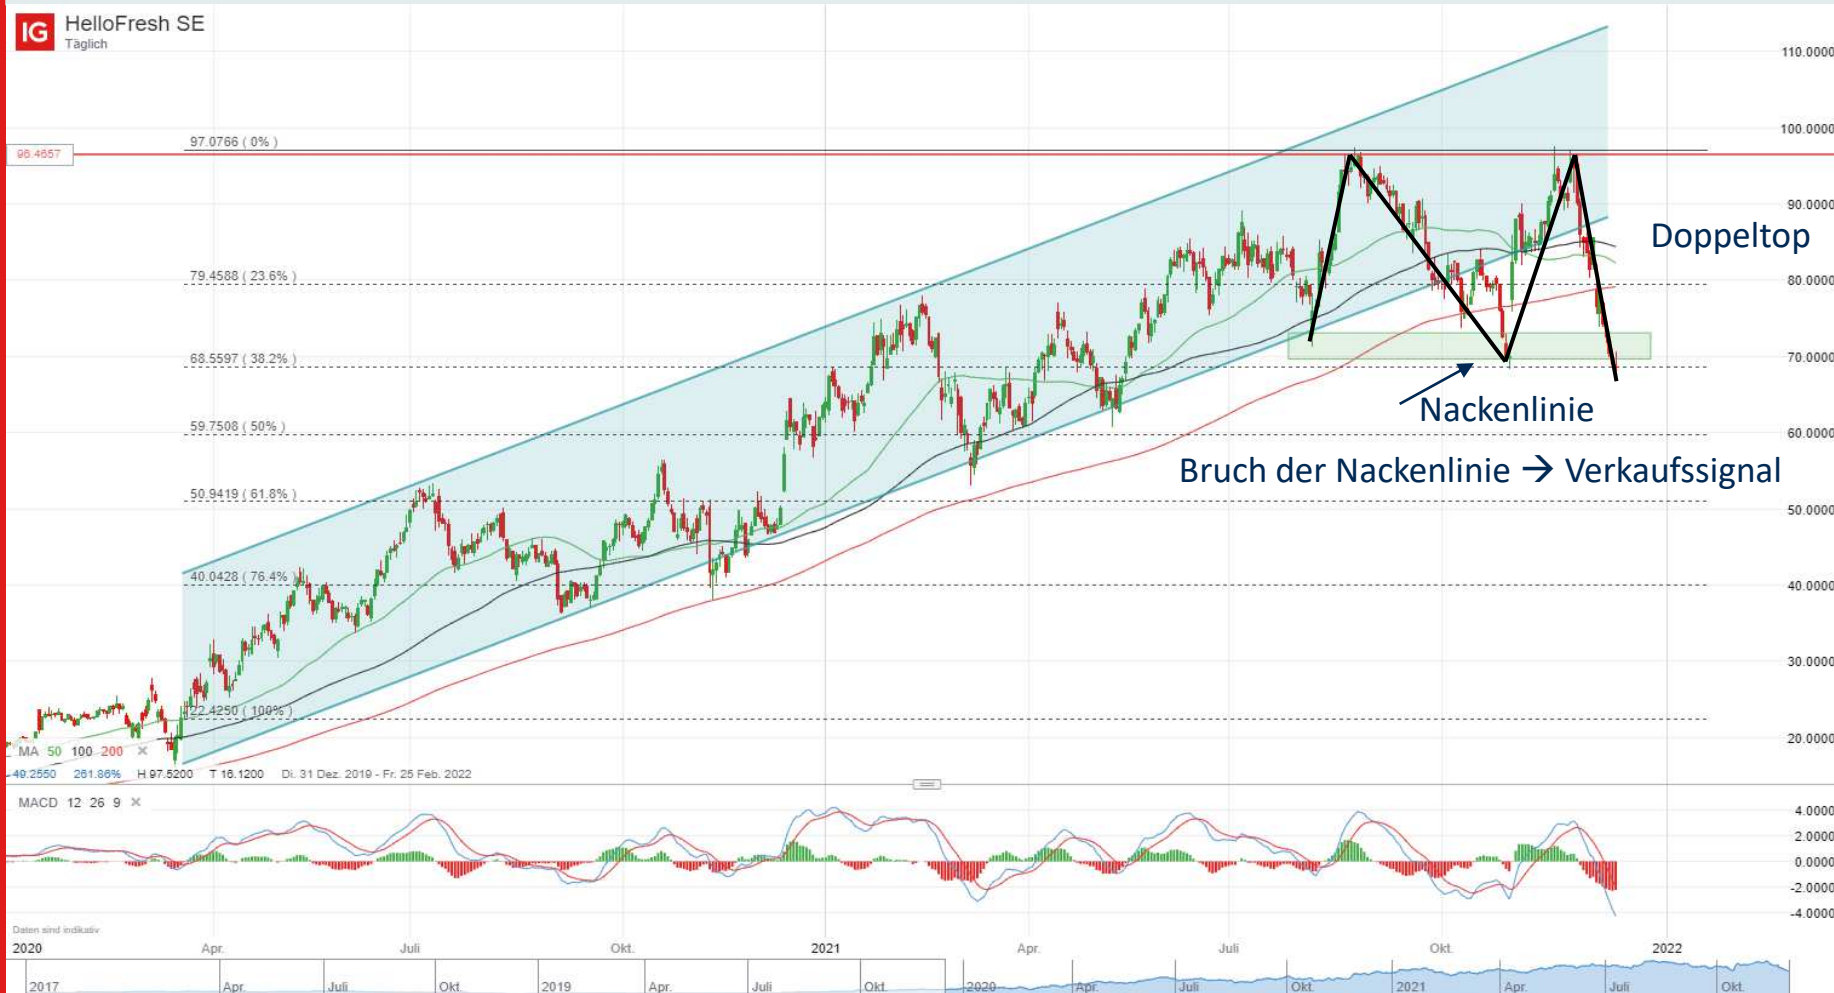 IG
HelloFresh SE
Täglich
110.0000
100.0000
90.0000
80.0000
70.0000
60.0000
50.0000
40.0000
30.0000
20.0000
96.4657
97.0766 ( 0% )
79.4588 ( 23.6% )
68.5597 ( 38.2% )
59.7508 ( 50% )
50.9419 ( 61.8% )
40.0428 ( 76.4% )
22.4250 ( 100% )
Doppeltop
Nackenlinie
Bruch der Nackenlinie → Verkaufssignal
MA 50 100 200 ×
49.2550 261.86% H 97.5200 T 16.1200 Di. 31 Dez. 2019 - Fr. 25 Feb. 2022
MACD 12 26 9 ×
4.0000
2.0000
0.0000
-2.0000
-4.0000
Daten sind indikativ
2020 Apr. Juli Okt. 2021 Apr. Juli Okt. 2022
2017 Apr. Juli Okt. 2019 Apr. Juli Okt. 2020 Apr. Juli Okt. 2021 Apr. Juli Okt.